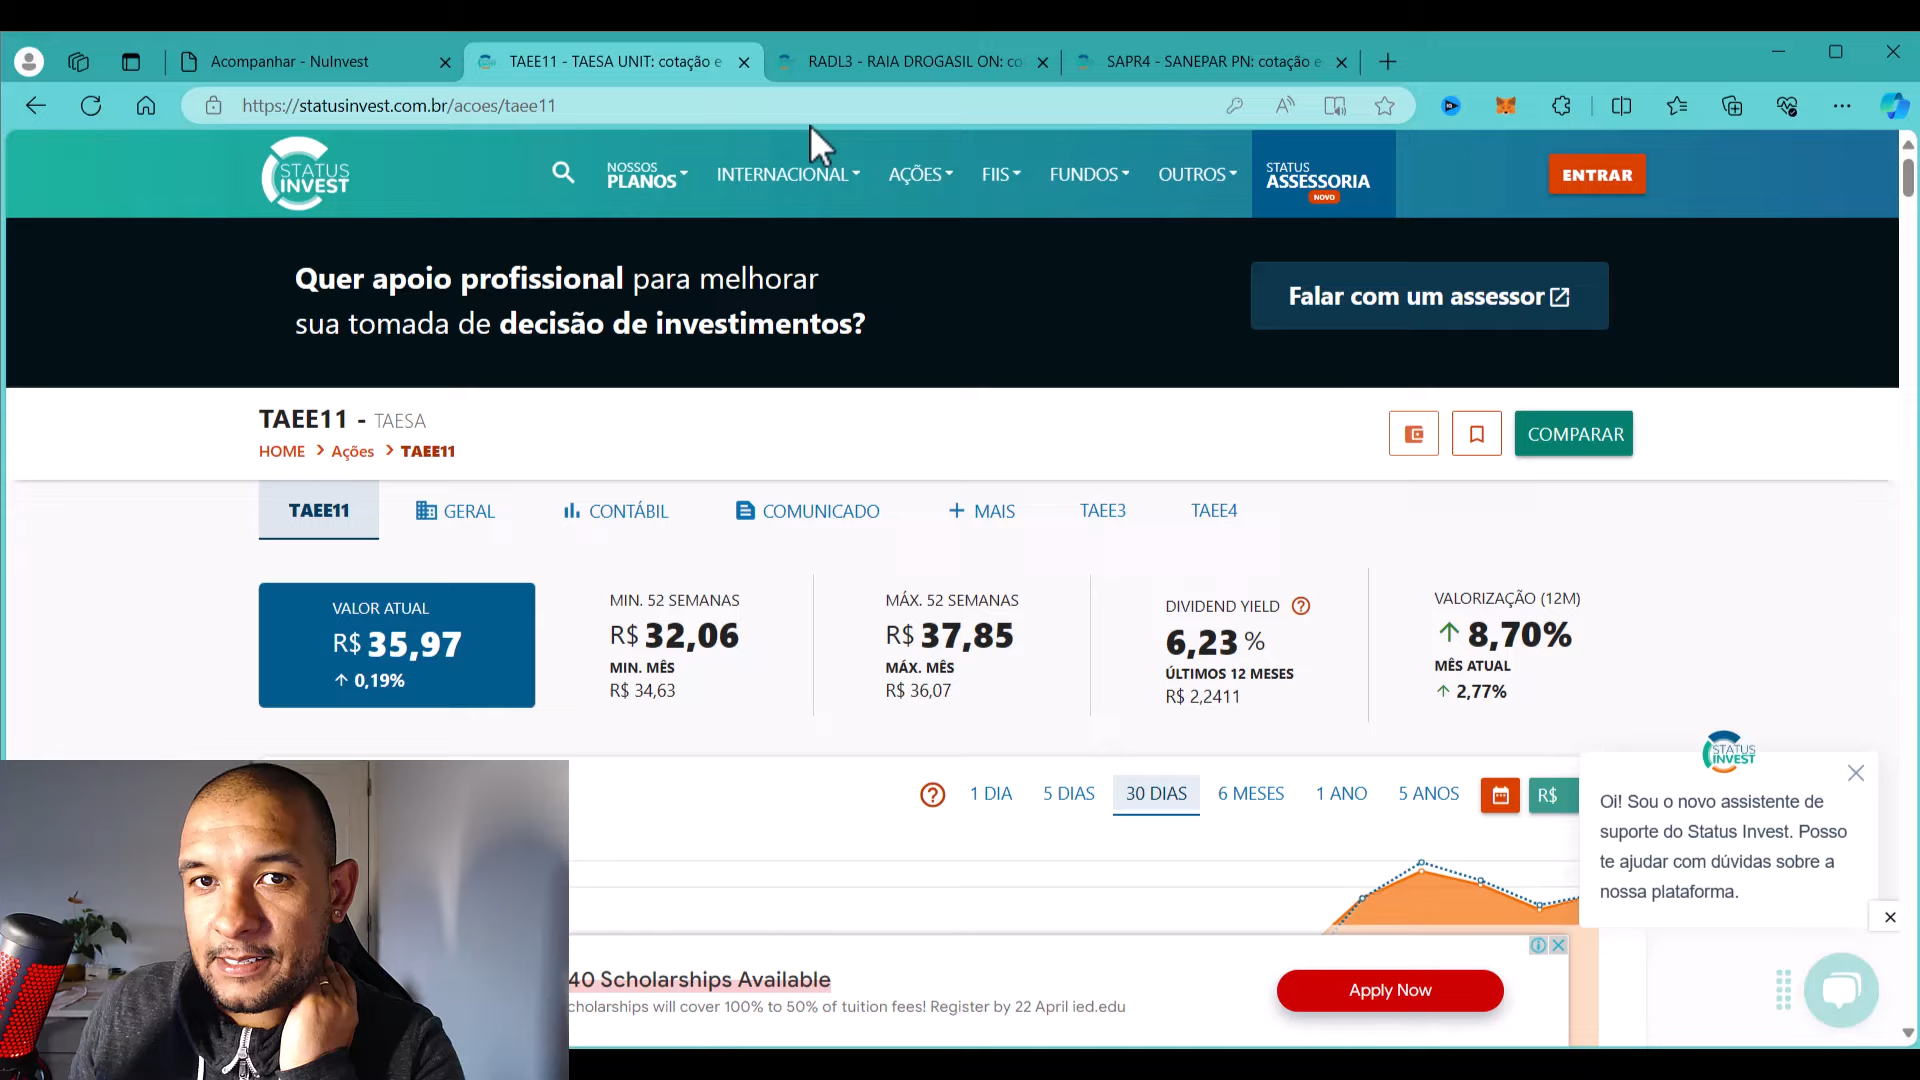 Acompanhar - NuInvest
TAEE11 - TAESA UNIT: cotação e
RADL3 - RAIA DROGASIL ON: co
SAPR4 - SANEPAR PN: cotação e
https://statusinvest.com.br/acoes/taee11
STATUS
INVEST
NOSSOS
PLANOS
INTERNACIONAL
AÇÕES
FIIS
FUNDOS
OUTROS
STATUS
ASSESSORIA
NOVO
ENTRAR
Quer apoio profissional para melhorar
sua tomada de decisão de investimentos?
Falar com um assessor
TAEE11 - TAESA
HOME > Ações > TAEE11
COMPARAR
TAEE11
GERAL
CONTÁBIL
COMUNICADO
+ MAIS
TAEE3
TAEE4
VALOR ATUAL
R$ 35,97
↑ 0,19%
MIN. 52 SEMANAS
R$ 32,06
MIN. MÊS
R$ 34,63
MÁX. 52 SEMANAS
R$ 37,85
MÁX. MÊS
R$ 36,07
DIVIDEND YIELD ?
6,23 %
ÚLTIMOS 12 MESES
R$ 2,2411
VALORIZAÇÃO (12M)
↑ 8,70%
MÊS ATUAL
↑ 2,77%
? 1 DIA 5 DIAS 30 DIAS 6 MESES 1 ANO 5 ANOS R$
STATUS
INVEST
Oi! Sou o novo assistente de
suporte do Status Invest. Posso
te ajudar com dúvidas sobre a
nossa plataforma.
40 Scholarships Available
cholarships will cover 100% to 50% of tuition fees! Register by 22 April ied.edu
Apply Now